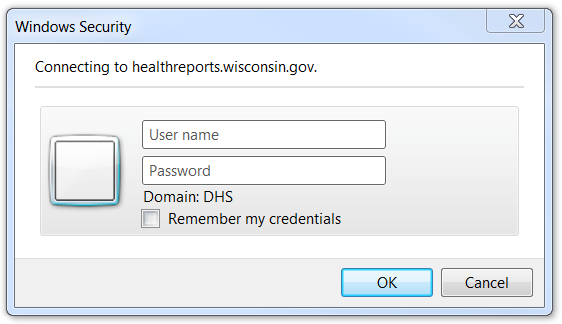 Windows Security
Connecting to healthreports.wisconsin.gov.
User name
Password
Domain: DHS
Remember my credentials
OK Cancel